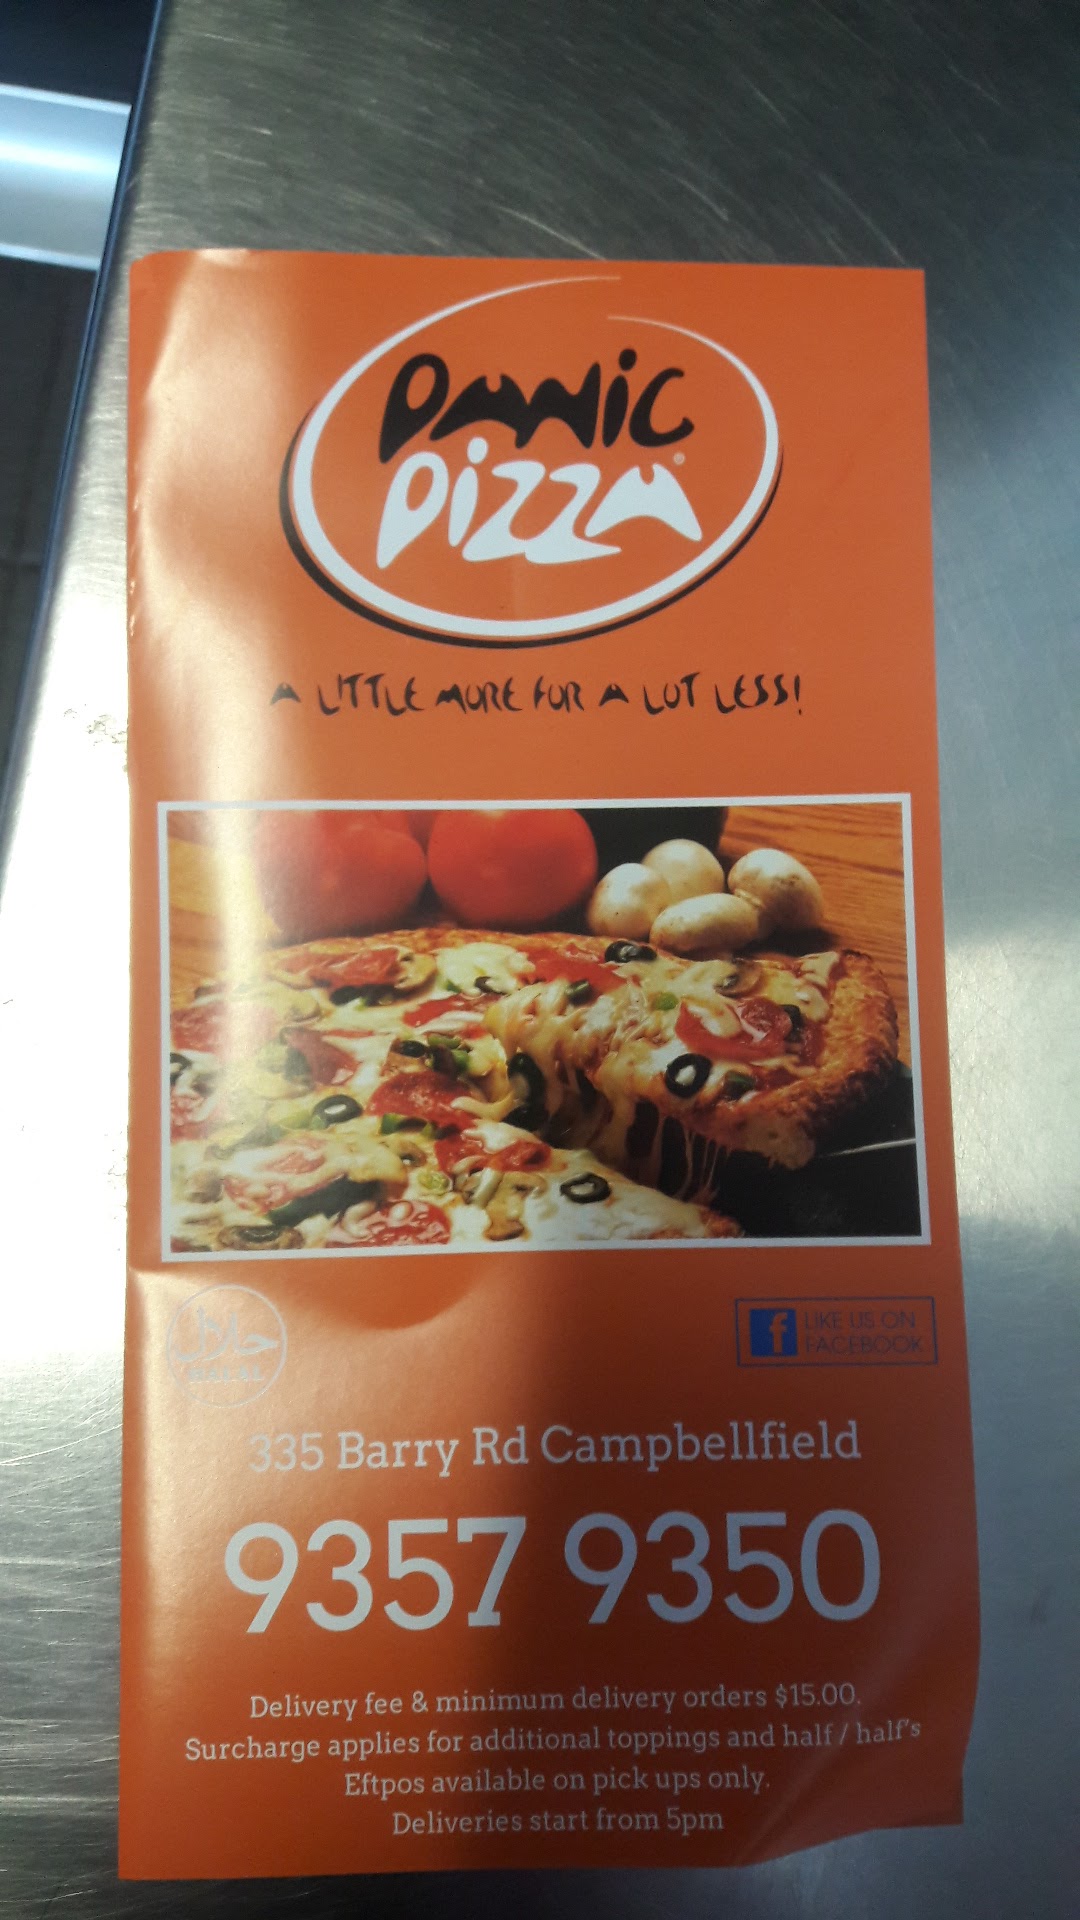 Panic
Pizza®
A LITTLE MORE FOR A LOT LESS!
حلال
HALAL
f LIKE US ON
FACEBOOK
335 Barry Rd Campbellfield
9357 9350
Delivery fee & minimum delivery orders $15.00.
Surcharge applies for additional toppings and half / half's
Eftpos available on pick ups only.
Deliveries start from 5pm